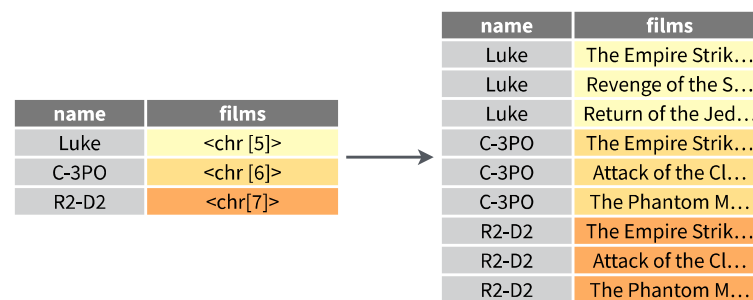 name films
Luke <chr [5]>
C-3PO <chr [6]>
R2-D2 <chr[7]>
name films
Luke The Empire Strik...
Luke Revenge of the S...
Luke Return of the Jed...
C-3PO The Empire Strik...
C-3PO Attack of the Cl...
C-3PO The Phantom M...
R2-D2 The Empire Strik...
R2-D2 Attack of the Cl...
R2-D2 The Phantom M...